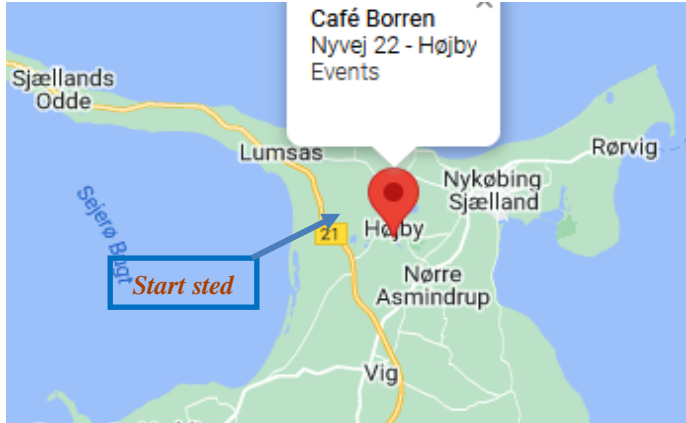 Café Borren
Nyvej 22 - Højby
Events
Sjællands
Odde
Lumsås
Rørvig
Nykøbing
Sjælland
Sejerø Bugt
21
Højby
Start sted
Nørre
Asmindrup
Vig